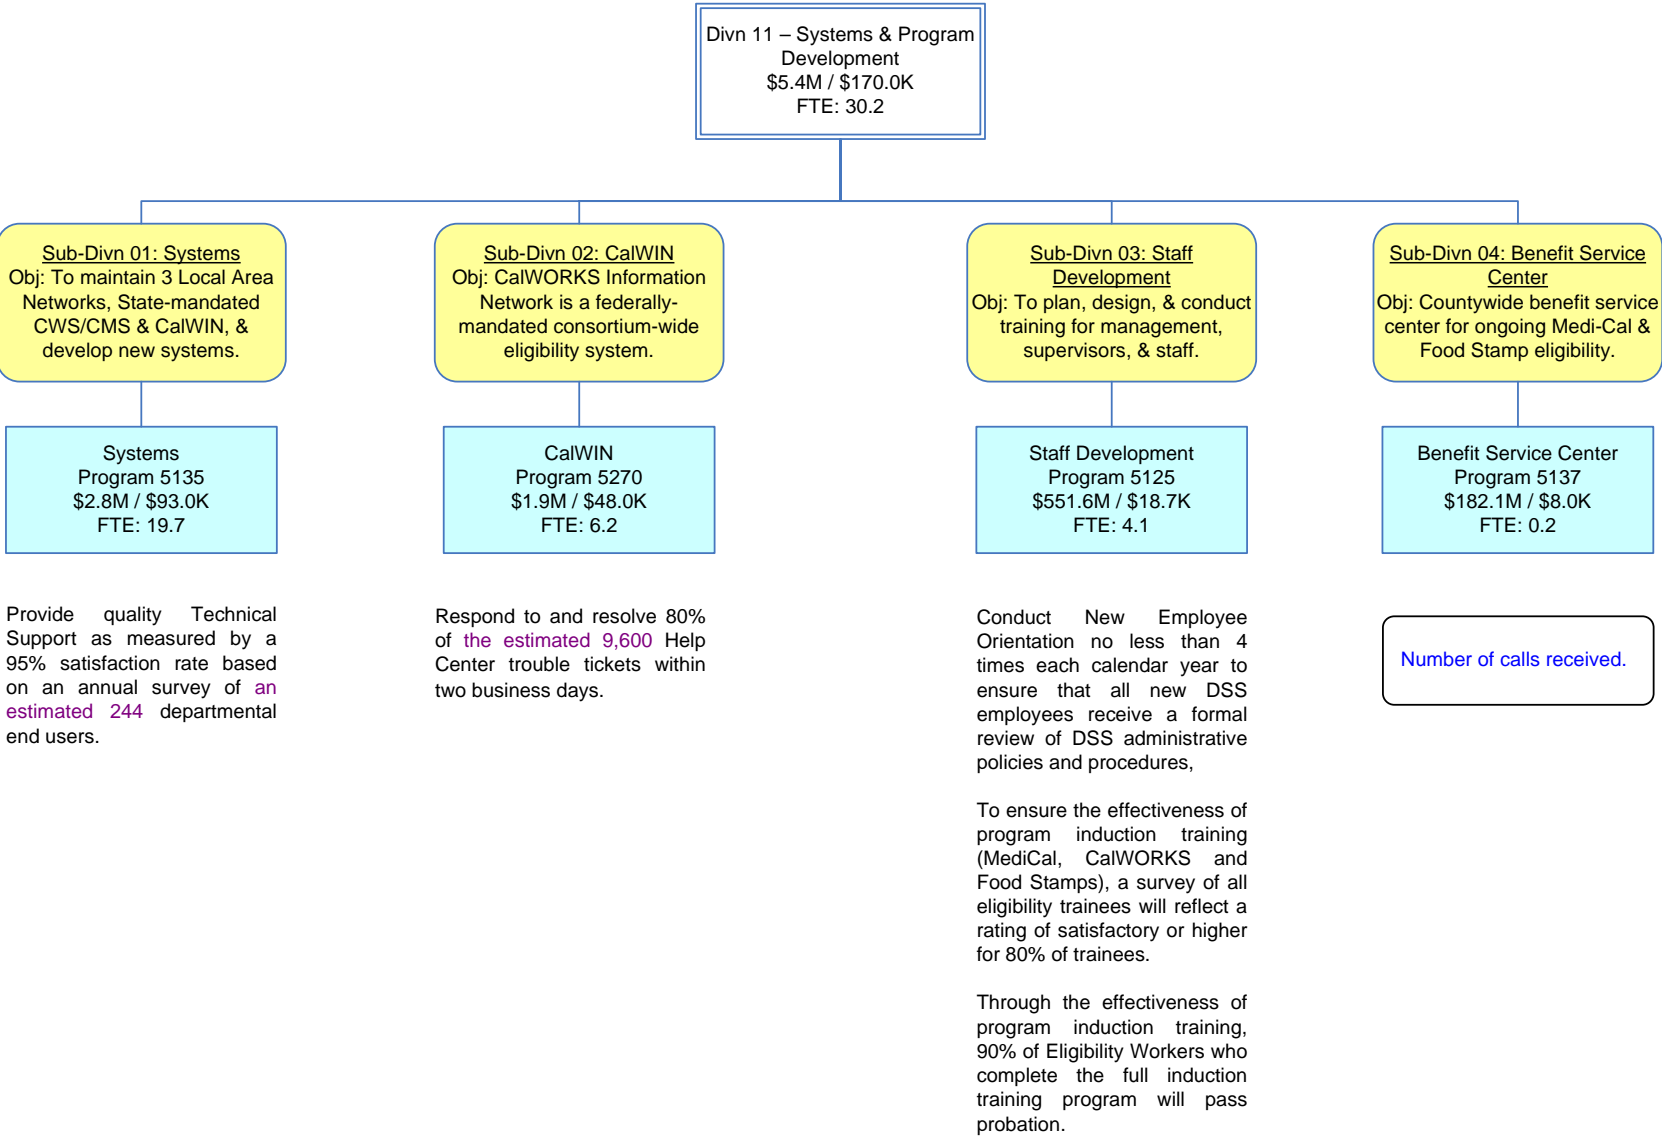 Divn 11 – Systems & Program
Development
$5.4M / $170.0K
FTE: 30.2
Sub-Divn 01: Systems
Obj: To maintain 3 Local Area
Networks, State-mandated
CWS/CMS & CalWIN, &
develop new systems.
Sub-Divn 02: CalWIN
Obj: CalWORKS Information
Network is a federally-
mandated consortium-wide
eligibility system.
Sub-Divn 03: Staff
Development
Obj: To plan, design, & conduct
training for management,
supervisors, & staff.
Sub-Divn 04: Benefit Service
Center
Obj: Countywide benefit service
center for ongoing Medi-Cal &
Food Stamp eligibility.
Systems
Program 5135
$2.8M / $93.0K
FTE: 19.7
CalWIN
Program 5270
$1.9M / $48.0K
FTE: 6.2
Staff Development
Program 5125
$551.6M / $18.7K
FTE: 4.1
Benefit Service Center
Program 5137
$182.1M / $8.0K
FTE: 0.2
Provide quality Technical
Support as measured by a
95% satisfaction rate based
on an annual survey of an
estimated 244 departmental
end users.
Respond to and resolve 80%
of the estimated 9,600 Help
Center trouble tickets within
two business days.
Conduct New Employee
Orientation no less than 4
times each calendar year to
ensure that all new DSS
employees receive a formal
review of DSS administrative
policies and procedures,
To ensure the effectiveness of
program induction training
(MediCal, CalWORKS and
Food Stamps), a survey of all
eligibility trainees will reflect a
rating of satisfactory or higher
for 80% of trainees.
Through the effectiveness of
program induction training,
90% of Eligibility Workers who
complete the full induction
training program will pass
probation.
Number of calls received.